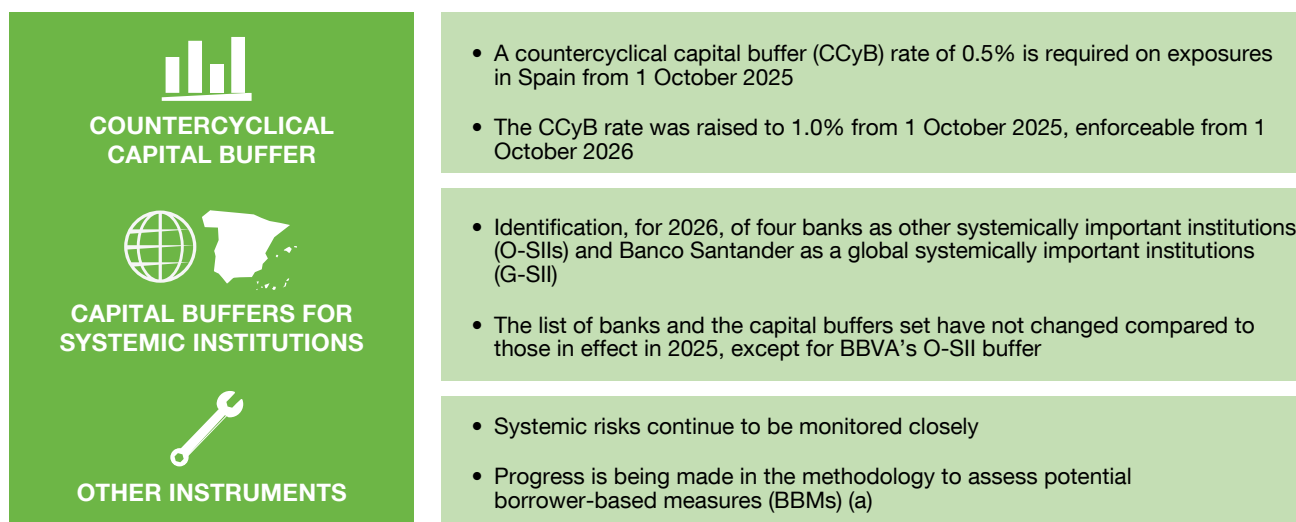 COUNTERCYCLICAL
CAPITAL BUFFER
• A countercyclical capital buffer (CCyB) rate of 0.5% is required on exposures
in Spain from 1 October 2025
• The CCyB rate was raised to 1.0% from 1 October 2025, enforceable from 1
October 2026
CAPITAL BUFFERS FOR
SYSTEMIC INSTITUTIONS
• Identification, for 2026, of four banks as other systemically important institutions
(O-SIIs) and Banco Santander as a global systemically important institutions
(G-SII)
• The list of banks and the capital buffers set have not changed compared to
those in effect in 2025, except for BBVA’s O-SII buffer
OTHER INSTRUMENTS
• Systemic risks continue to be monitored closely
• Progress is being made in the methodology to assess potential
borrower-based measures (BBMs) (a)